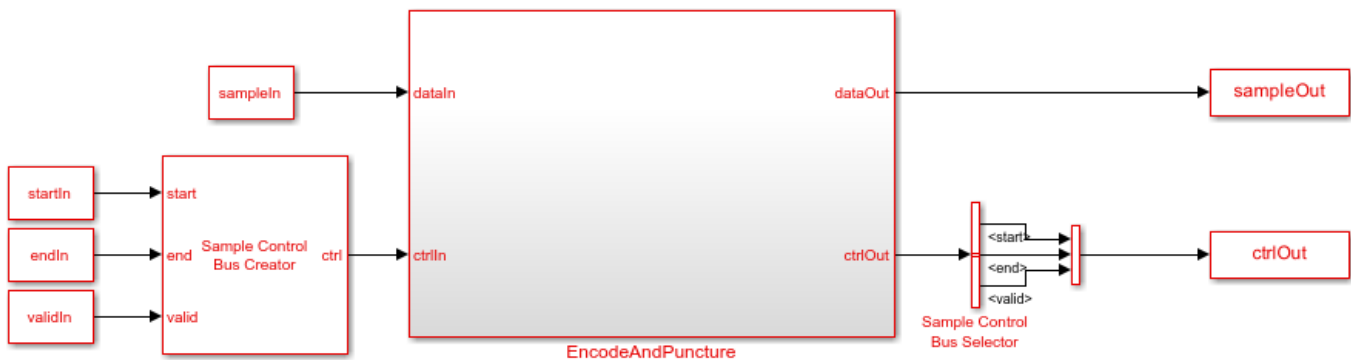 sampleIn
dataIn
dataOut
sampleOut
startIn
start
endIn
end
Sample Control
Bus Creator
ctrl
ctrlIn
ctrlOut
<start>
<end>
<valid>
ctrlOut
validIn
valid
Sample Control
Bus Selector
EncodeAndPuncture